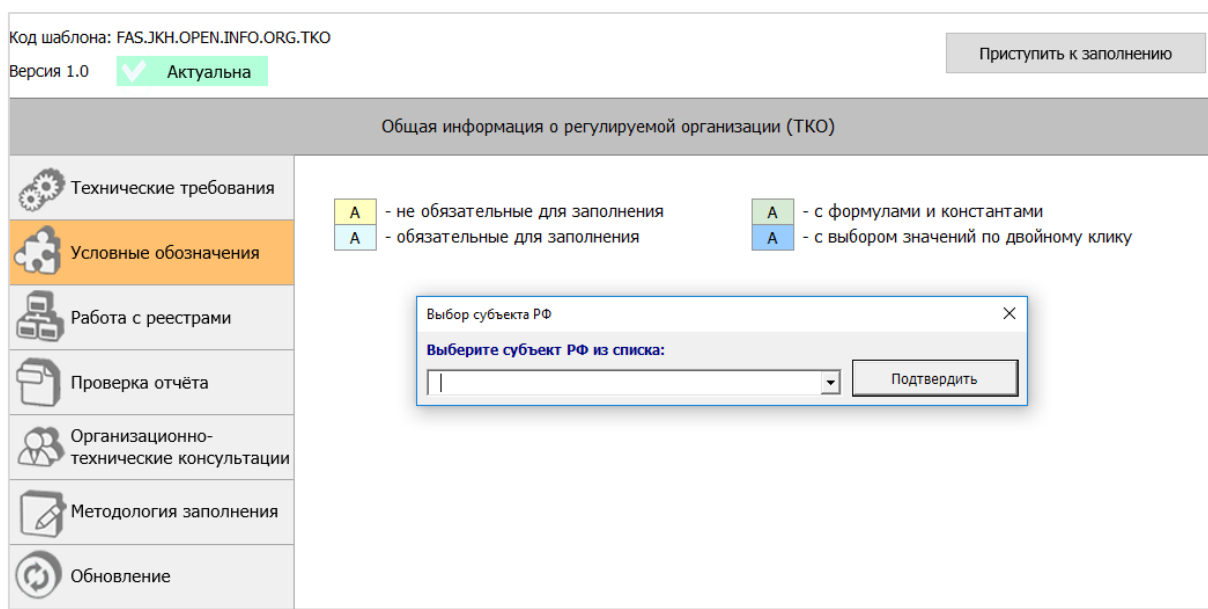 Код шаблона: FAS.JKH.OPEN.INFO.ORG.TKO
Версия 1.0
Актуальна
Приступить к заполнению
Общая информация о регулируемой организации (ТКО)
Технические требования
Условные обозначения
Работа с реестрами
Проверка отчёта
Организационно-
технические консультации
Методология заполнения
Обновление
А - не обязательные для заполнения
А - обязательные для заполнения
А - с формулами и константами
А - с выбором значений по двойному клику
Выбор субъекта РФ
Выберите субъект РФ из списка:
Подтвердить